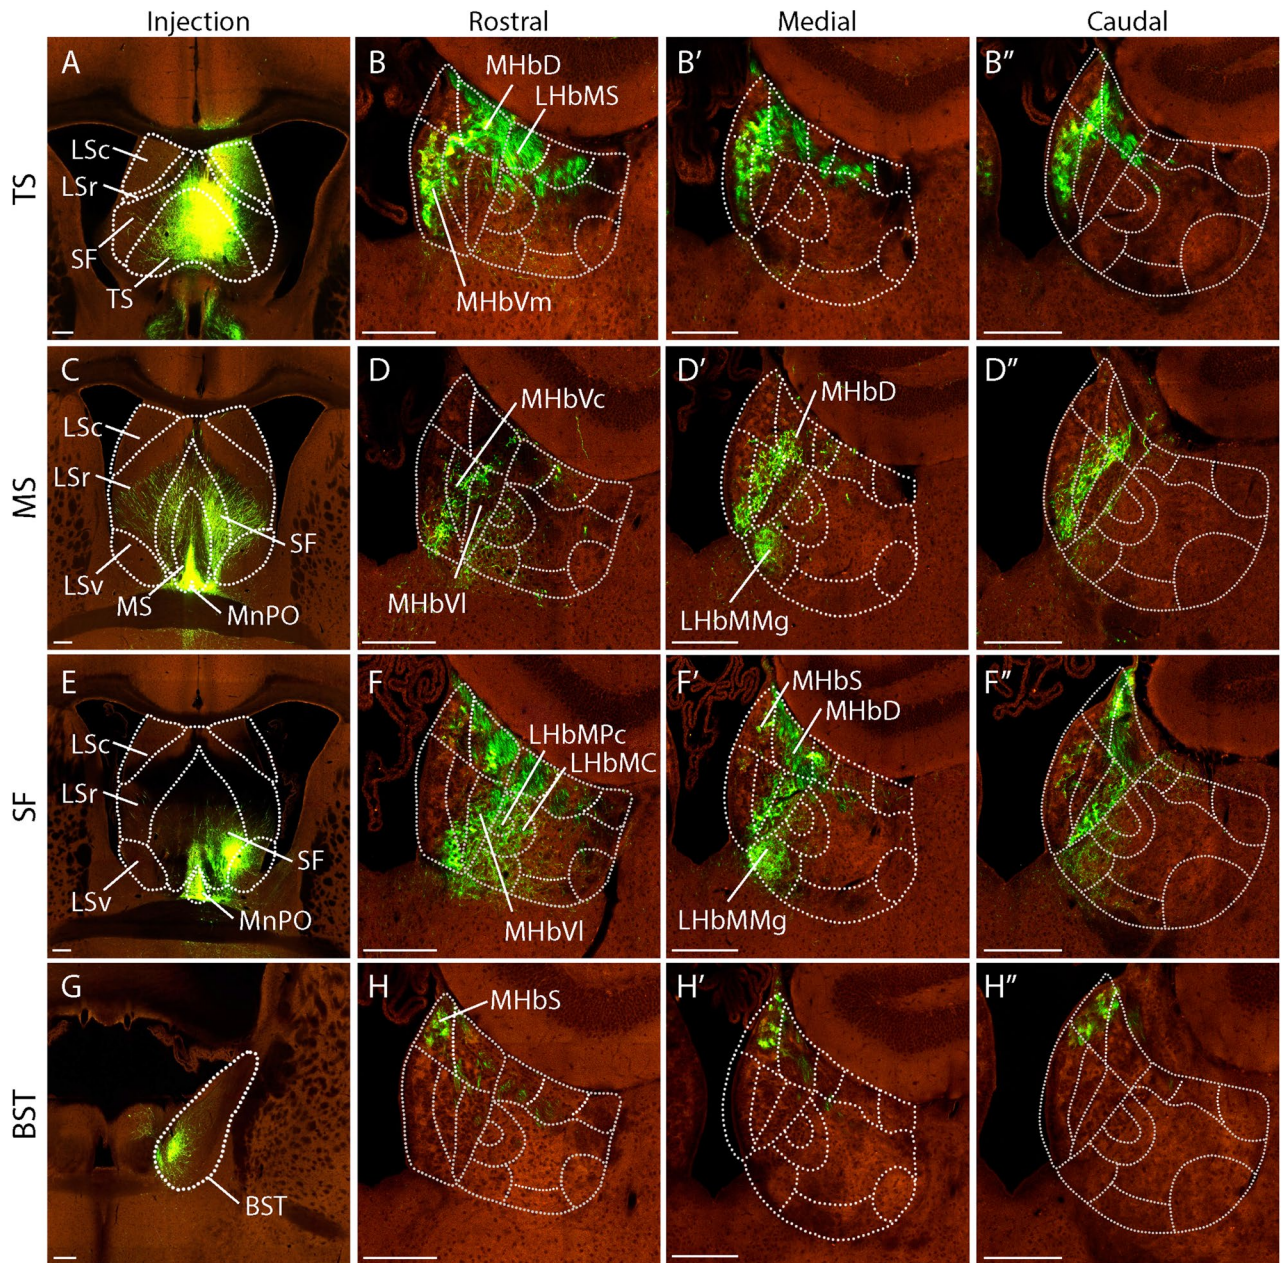 Injection Rostral Medial Caudal
TS
A
LSc
LSr
SF
TS
B
MHbD
LHbMS
MHbVm
B′
B″
MS
C
LSc
LSr
LSv
MS
SF
MnPO
D
MHbVc
MHbVl
D′
MHbD
LHbMMg
D″
SF
E
LSc
LSr
LSv
SF
MnPO
F
LHbMPc
LHbMC
MHbVl
F′
MHbS
MHbD
LHbMMg
F″
BST
G
BST
H
MHbS
H′
H″